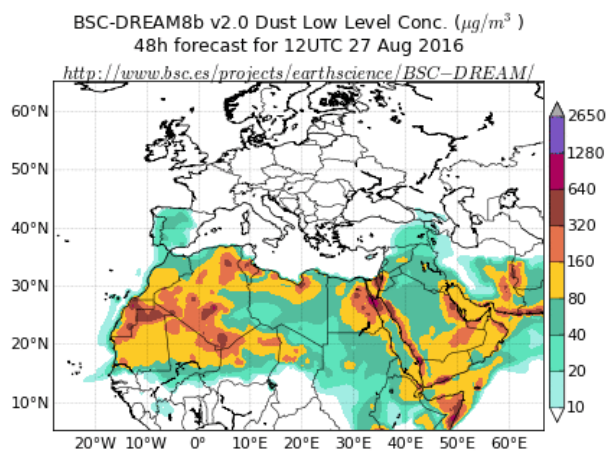 BSC-DREAM8b v2.0 Dust Low Level Conc. (μg/m³ )
48h forecast for 12UTC 27 Aug 2016
http://www.bsc.es/projects/earthscience/BSC−DREAM/
60°N
50°N
40°N
30°N
20°N
10°N
20°W 10°W 0° 10°E 20°E 30°E 40°E 50°E 60°E
2650
1280
640
320
160
80
40
20
10